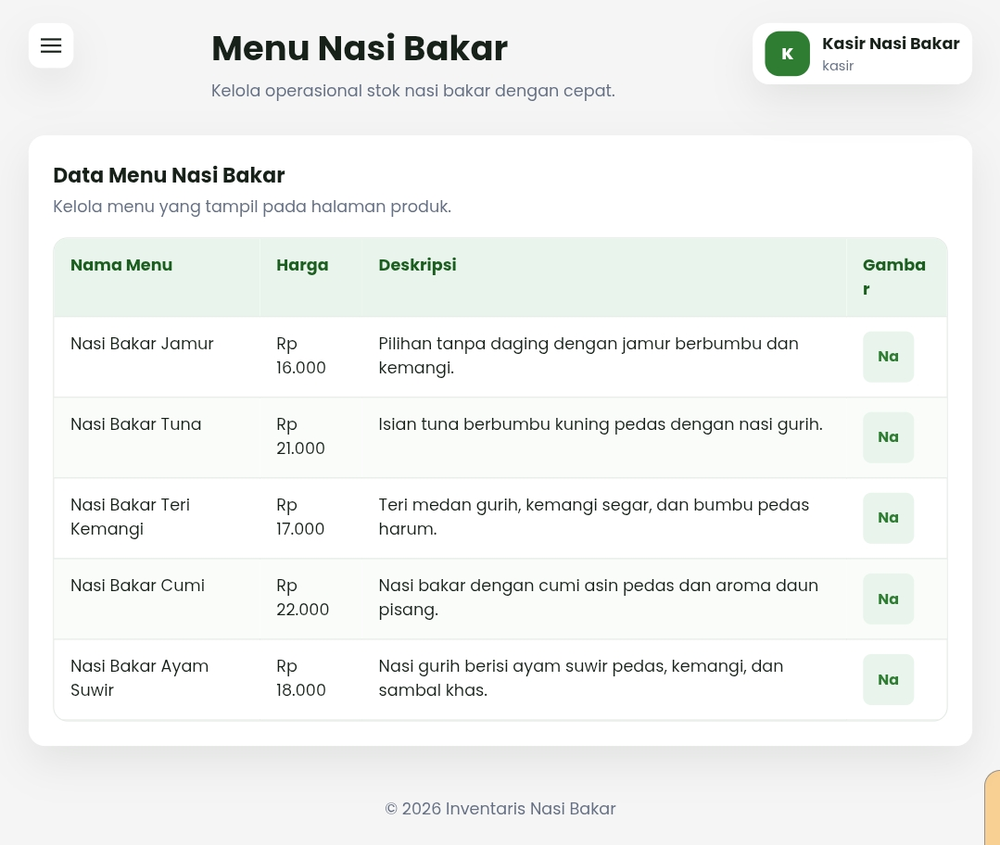 Menu Nasi Bakar
Kelola operasional stok nasi bakar dengan cepat.
K
Kasir Nasi Bakar
kasir
Data Menu Nasi Bakar
Kelola menu yang tampil pada halaman produk.
Nama Menu
Harga
Deskripsi
Gamba
r
Nasi Bakar Jamur
Rp
16.000
Pilihan tanpa daging dengan jamur berbumbu dan
kemangi.
Na
Nasi Bakar Tuna
Rp
21.000
Isian tuna berbumbu kuning pedas dengan nasi gurih.
Na
Nasi Bakar Teri
Kemangi
Rp
17.000
Teri medan gurih, kemangi segar, dan bumbu pedas
harum.
Na
Nasi Bakar Cumi
Rp
22.000
Nasi bakar dengan cumi asin pedas dan aroma daun
pisang.
Na
Nasi Bakar Ayam
Suwir
Rp
18.000
Nasi gurih berisi ayam suwir pedas, kemangi, dan
sambal khas.
Na
© 2026 Inventaris Nasi Bakar